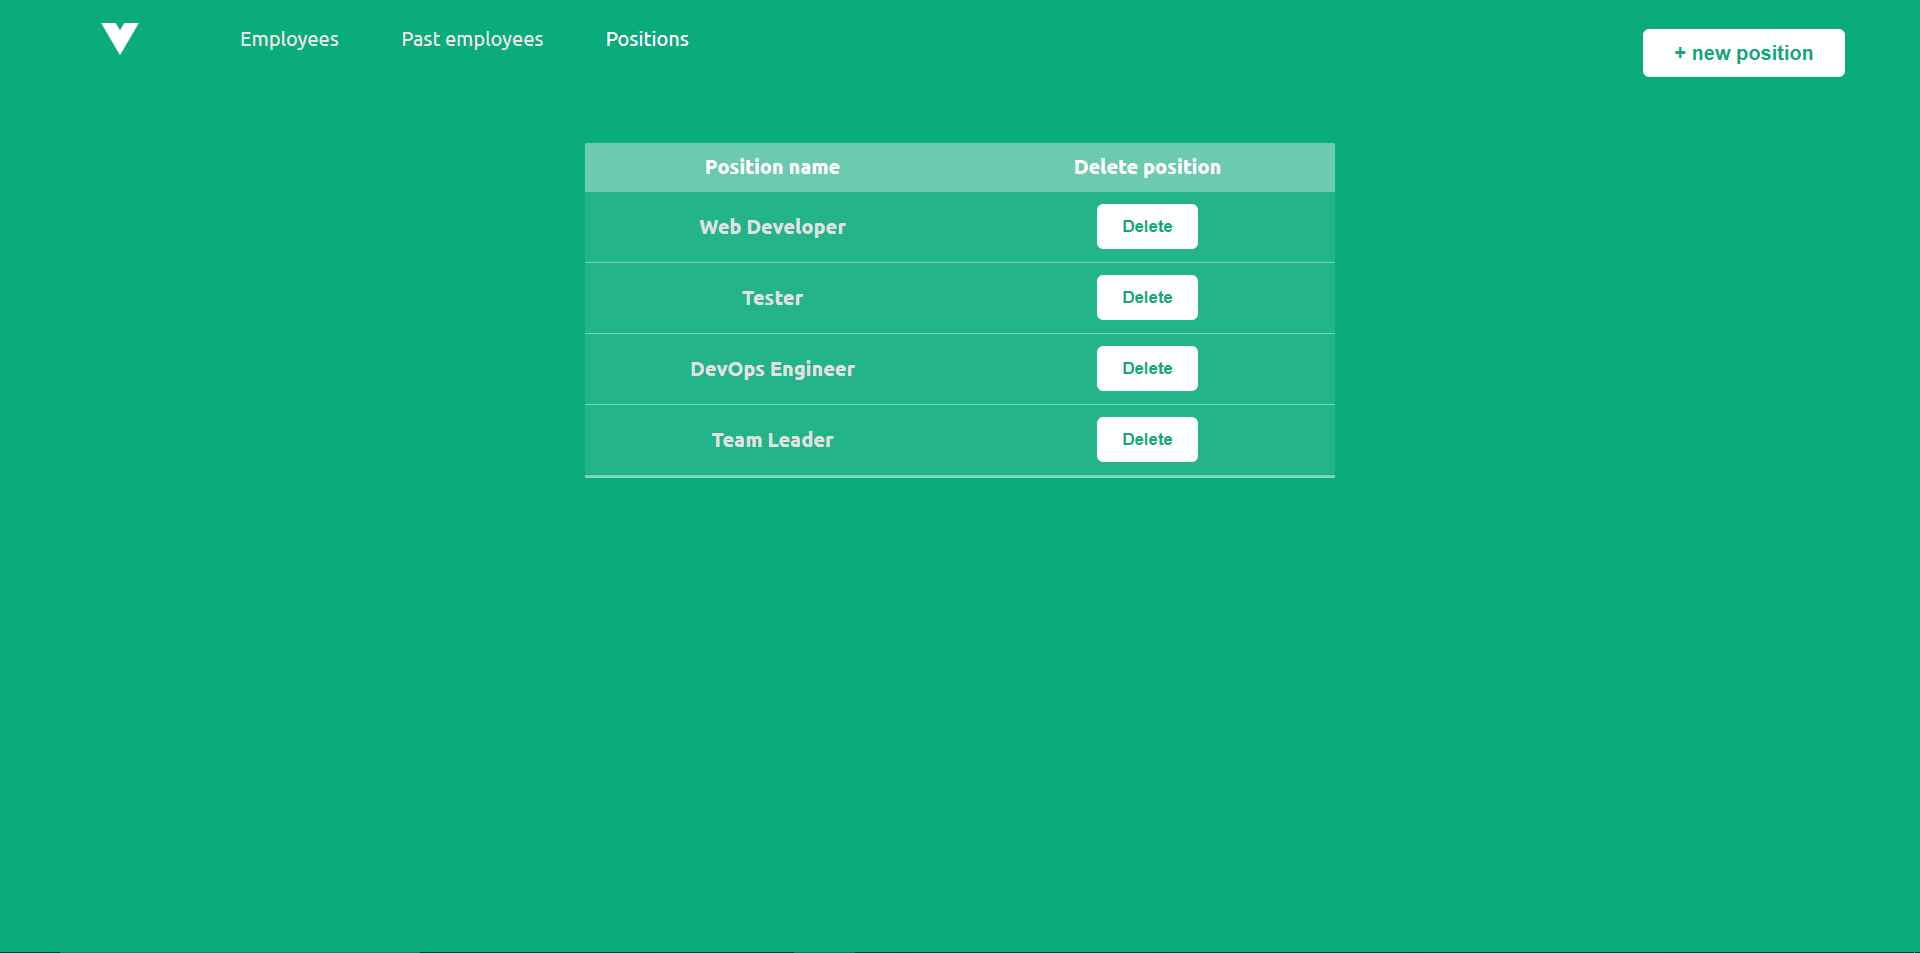 Employees Past employees Positions + new position
Position name Delete position
Web Developer Delete
Tester Delete
DevOps Engineer Delete
Team Leader Delete